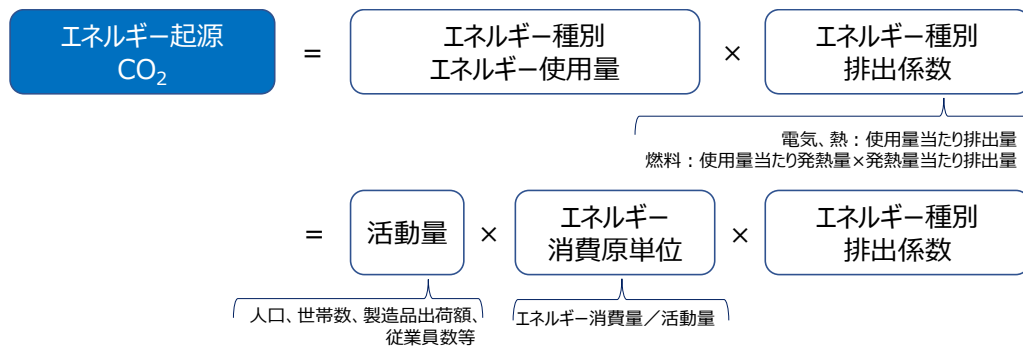 エネルギー起源
CO₂
=
エネルギー種別
エネルギー使用量
×
エネルギー種別
排出係数
電気、熱：使用量当たり排出量
燃料：使用量当たり発熱量×発熱量当たり排出量
=
活動量
×
エネルギー
消費原単位
×
エネルギー種別
排出係数
人口、世帯数、製造品出荷額、
従業員数等
エネルギー消費量／活動量